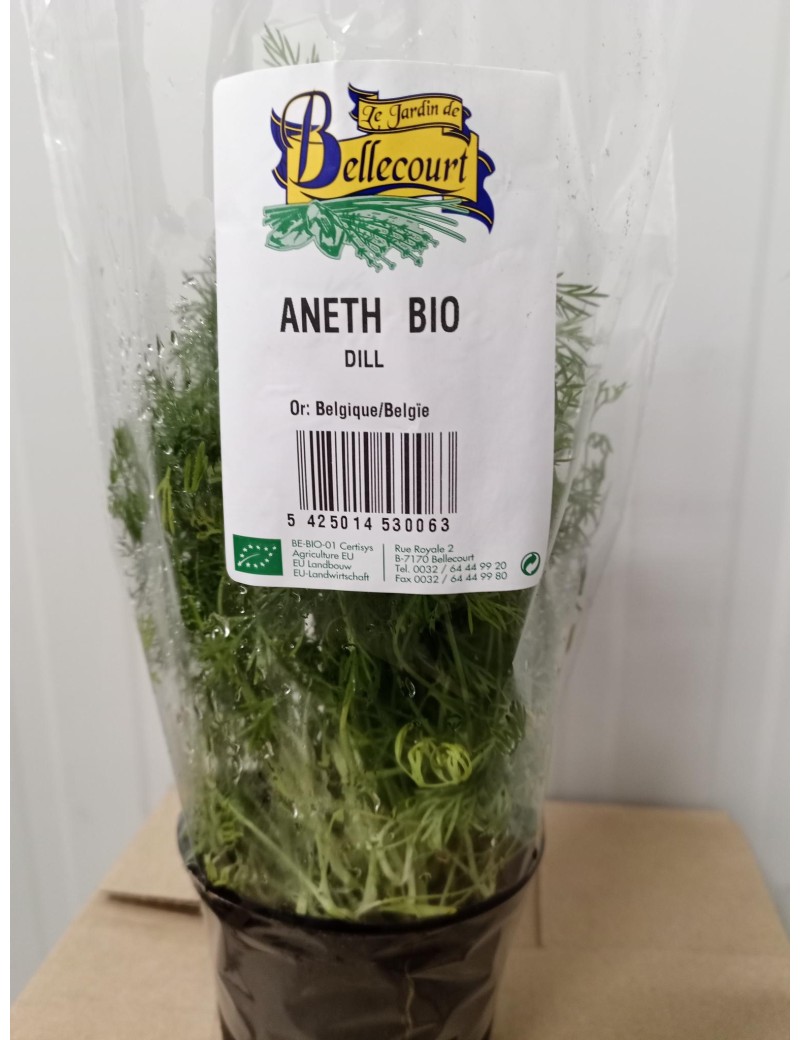 Le Jardin de
Bellecourt
ANETH BIO
DILL
Or: Belgique/Belgïe
5 425014 530063
BE-BIO-01 Certisys
Agriculture EU
EU Landbouw
EU-Landwirtschaft
Rue Royale 2
B-7170 Bellecourt
Tel. 0032 / 64 44 99 20
Fax 0032 / 64 44 99 80